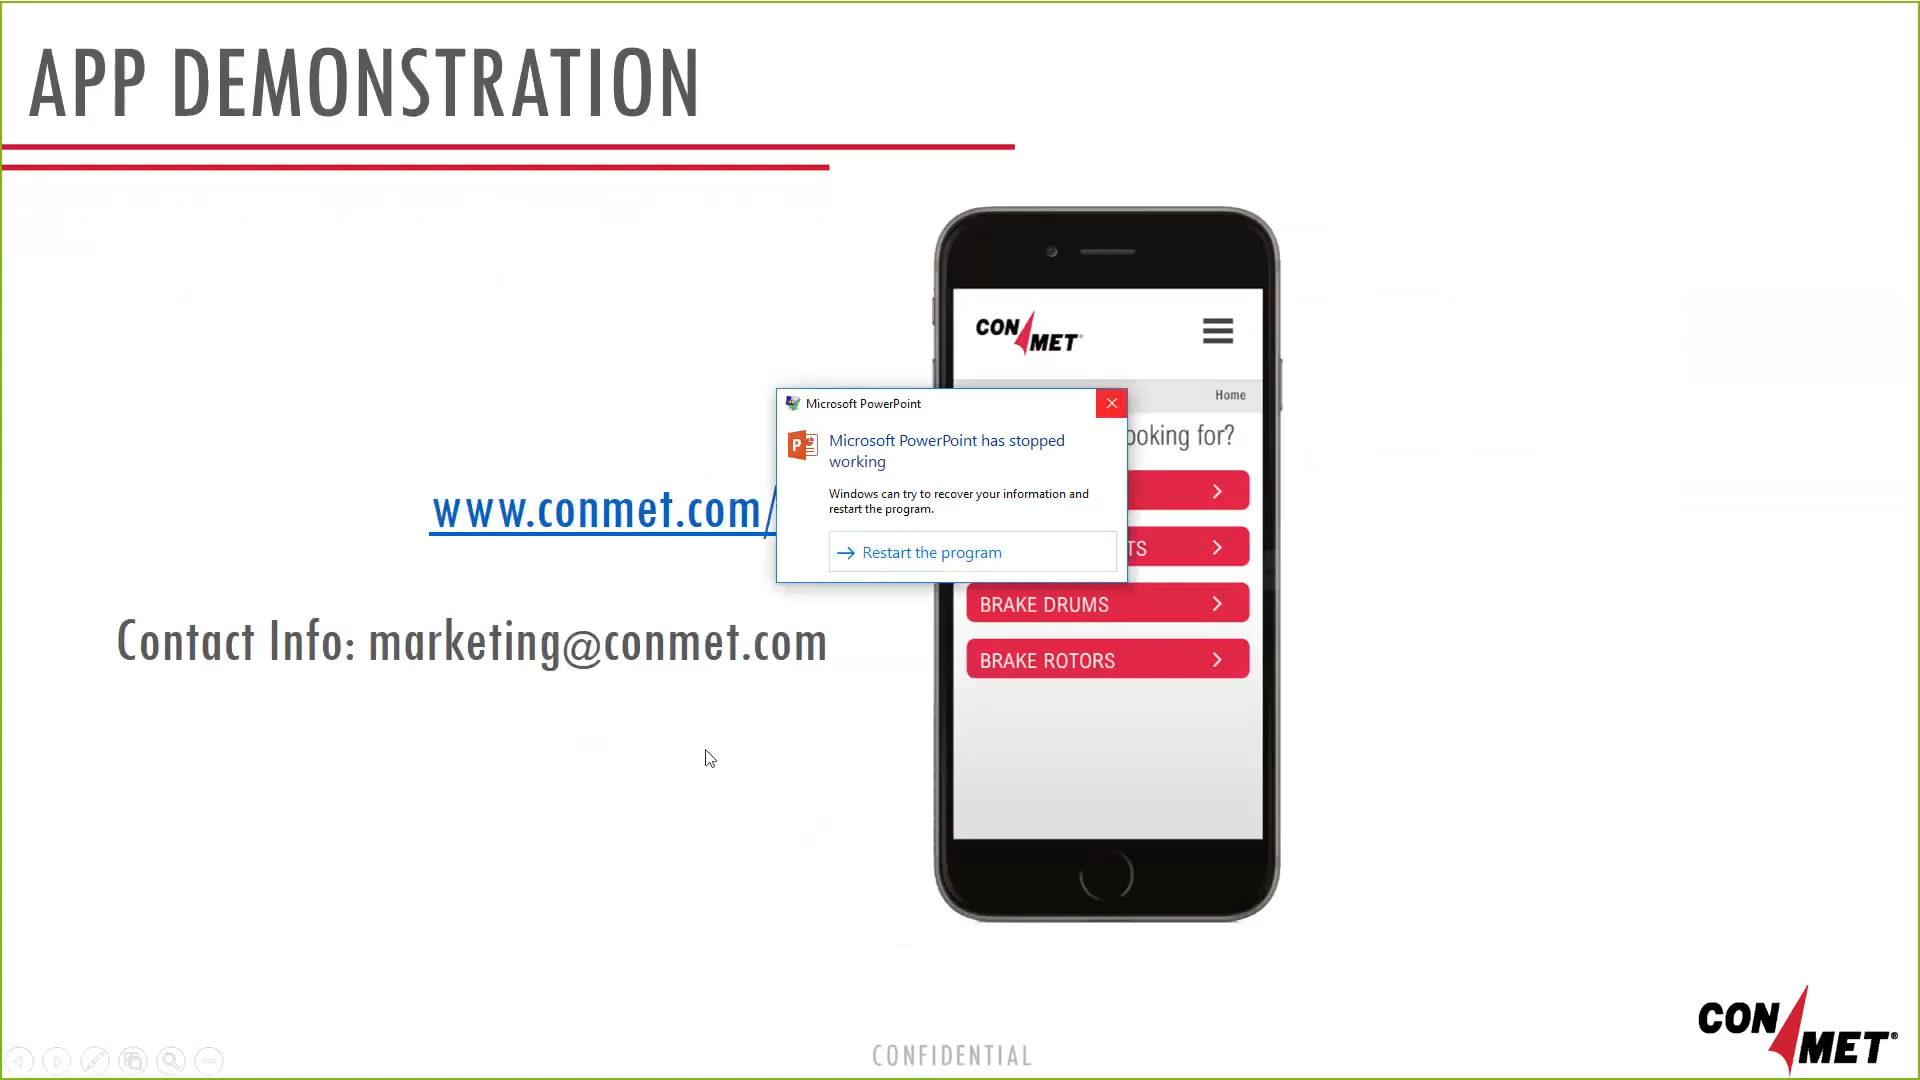 APP DEMONSTRATION
CON MET®
Home
ooking for?
Microsoft PowerPoint
Microsoft PowerPoint has stopped
working
Windows can try to recover your information and
restart the program.
Restart the program
TS
BRAKE DRUMS
BRAKE ROTORS
www.conmet.com/
Contact Info: marketing@conmet.com
CONFIDENTIAL
CON MET®